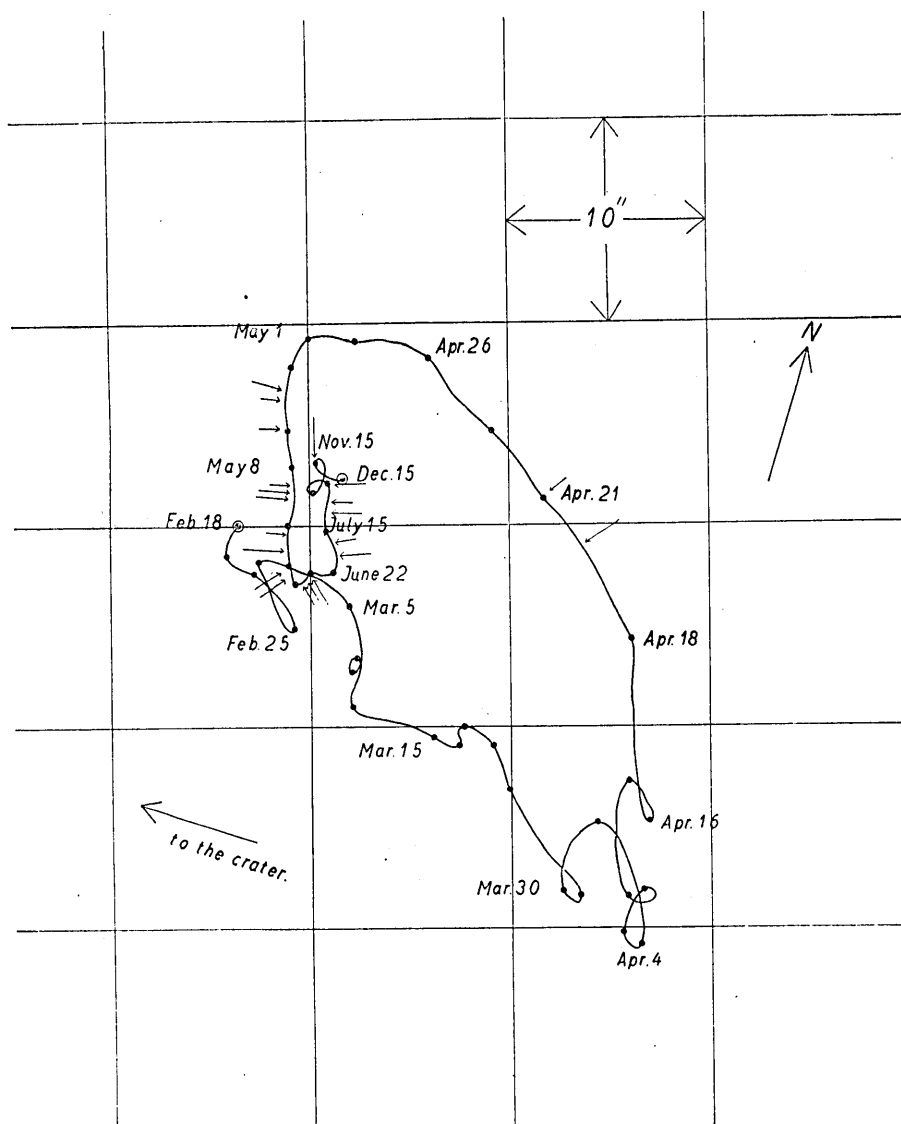 10"
N
May 1
Apr. 26
Nov. 15
May 8
Dec. 15
Apr. 21
Feb. 18
July 15
June 22
Mar. 5
Feb. 25
Apr. 18
Mar. 15
Apr. 16
to the crater.
Mar. 30
Apr. 4